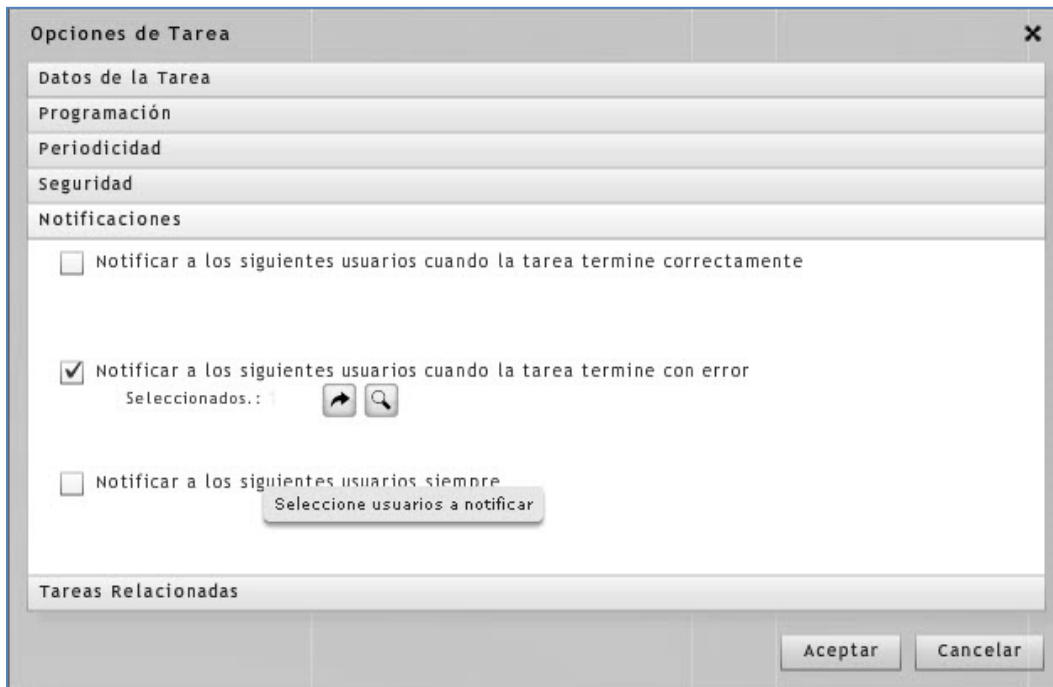 Opciones de Tarea
Datos de la Tarea
Programación
Periodicidad
Seguridad
Notificaciones
Notificar a los siguientes usuarios cuando la tarea termine correctamente
Notificar a los siguientes usuarios cuando la tarea termine con error
Seleccionados.: 1
Notificar a los siguientes usuarios siempre
Seleccione usuarios a notificar
Tareas Relacionadas
Aceptar
Cancelar